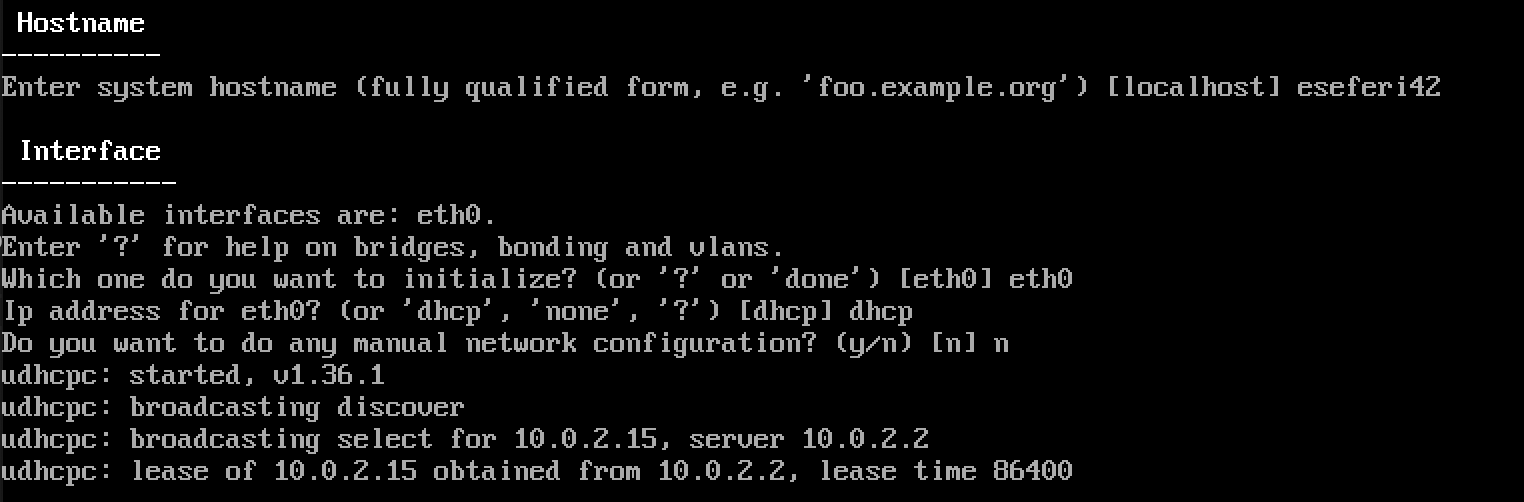 Hostname
----------
Enter system hostname (fully qualified form, e.g. 'foo.example.org') [localhost] eseferi42
Interface
-----------
Available interfaces are: eth0.
Enter '?' for help on bridges, bonding and vlans.
Which one do you want to initialize? (or '?' or 'done') [eth0] eth0
Ip address for eth0? (or 'dhcp', 'none', '?') [dhcp] dhcp
Do you want to do any manual network configuration? (y/n) [n] n
udhcpc: started, v1.36.1
udhcpc: broadcasting discover
udhcpc: broadcasting select for 10.0.2.15, server 10.0.2.2
udhcpc: lease of 10.0.2.15 obtained from 10.0.2.2, lease time 86400